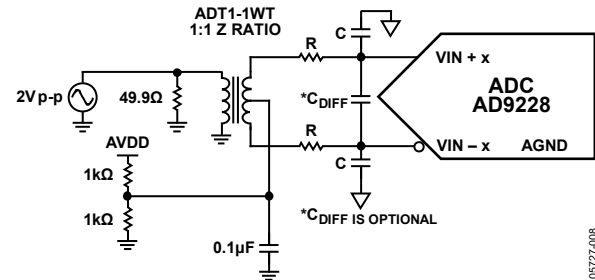 ADT1-1WT
1:1 Z RATIO
C
R
VIN + x
ADC
AD9228
2V p-p
49.9Ω
*CDIFF
AVDD
R
VIN – x
AGND
1kΩ
C
1kΩ
*CDIFF IS OPTIONAL
0.1µF
05727-008